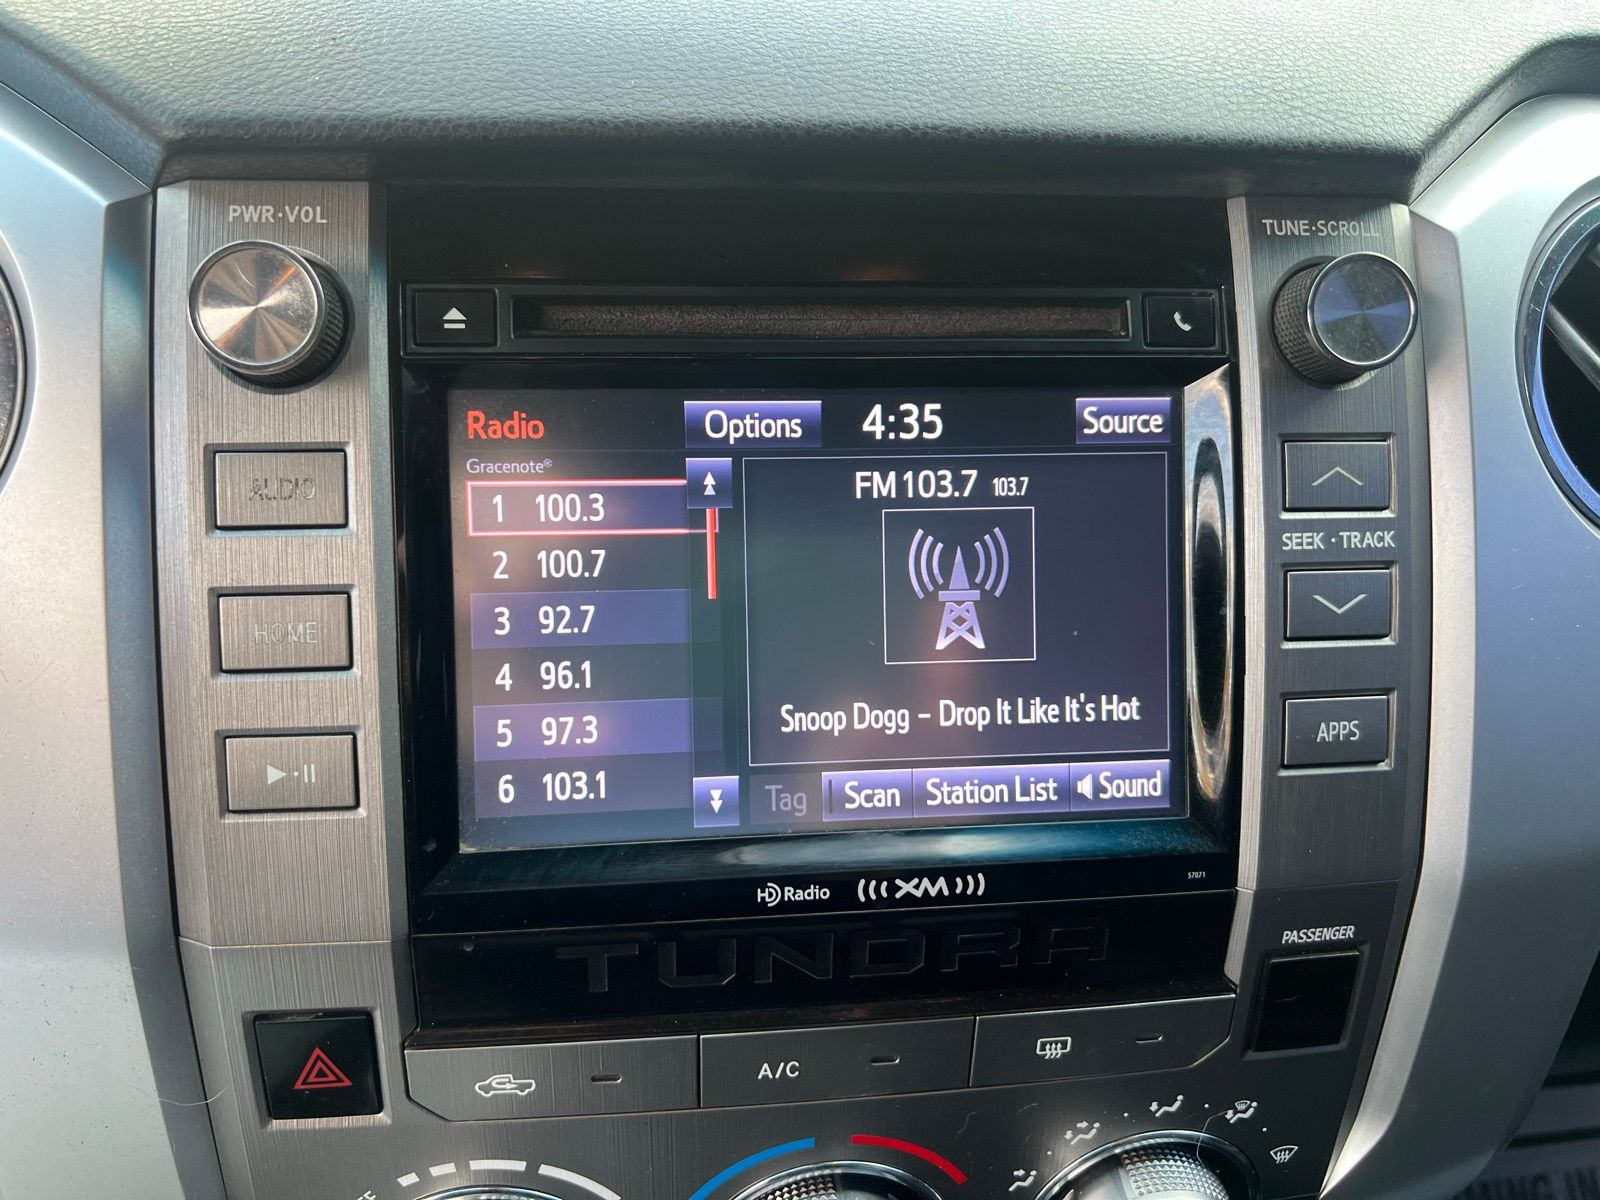 PWR·VOL
TUNE·SCROLL
Radio
Options
4:35
Source
Gracenote®
1 100.3
2 100.7
3 92.7
4 96.1
5 97.3
6 103.1
FM 103.7 103.7
Snoop Dogg – Drop It Like It's Hot
Tag
Scan
Station List
Sound
AUDIO
HOME
SEEK·TRACK
APPS
HD Radio
((( XM )))
57071
TUNDRA
PASSENGER
A/C